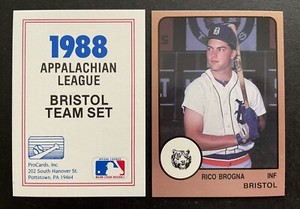 1988
APPALACHIAN
LEAGUE
BRISTOL
TEAM SET
ProCards, Inc.
202 South Hanover St.
Pottstown, PA 19464
B
RICO BROGNA
INF
BRISTOL